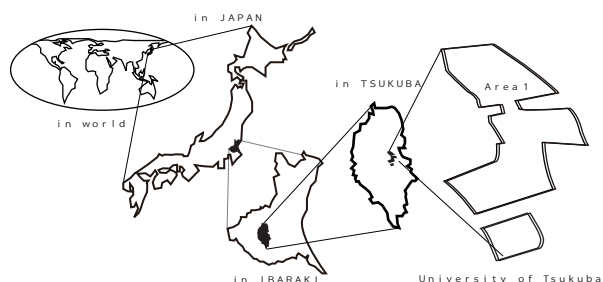 in JAPAN
in world
in TSUKUBA
Area1
in IBARAKI
University of Tsukuba